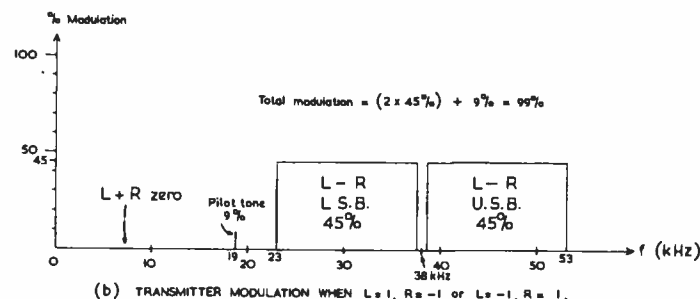 % Modulation
100
Total modulation = (2 x 45%) + 9% = 99%
50
45
L + R zero
Pilot tone
9%
L - R
L S.B.
45%
L - R
U.S.B.
45%
0
10
19
23
30
38 kHz
40
50
53
f (kHz)
(b) TRANSMITTER MODULATION WHEN L=1, R=-1 or L=-1, R= 1.